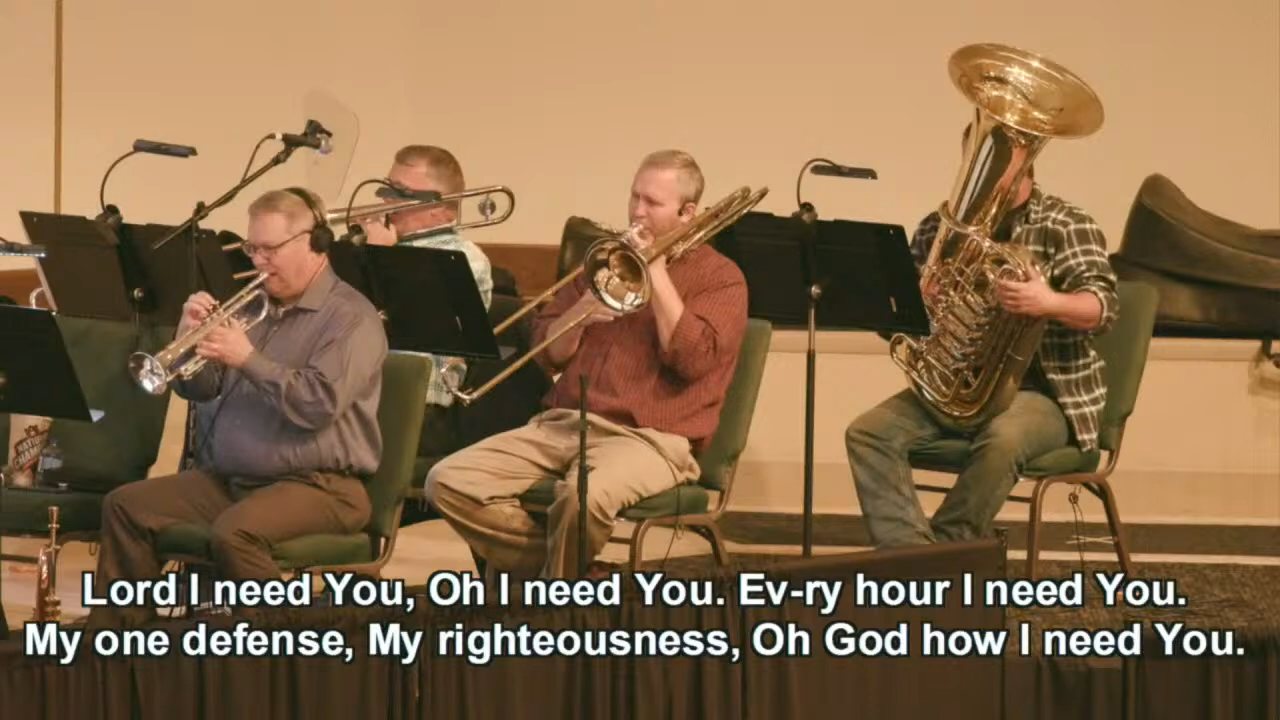 Lord I need You, Oh I need You. Ev-ry hour I need You.
My one defense, My righteousness, Oh God how I need You.